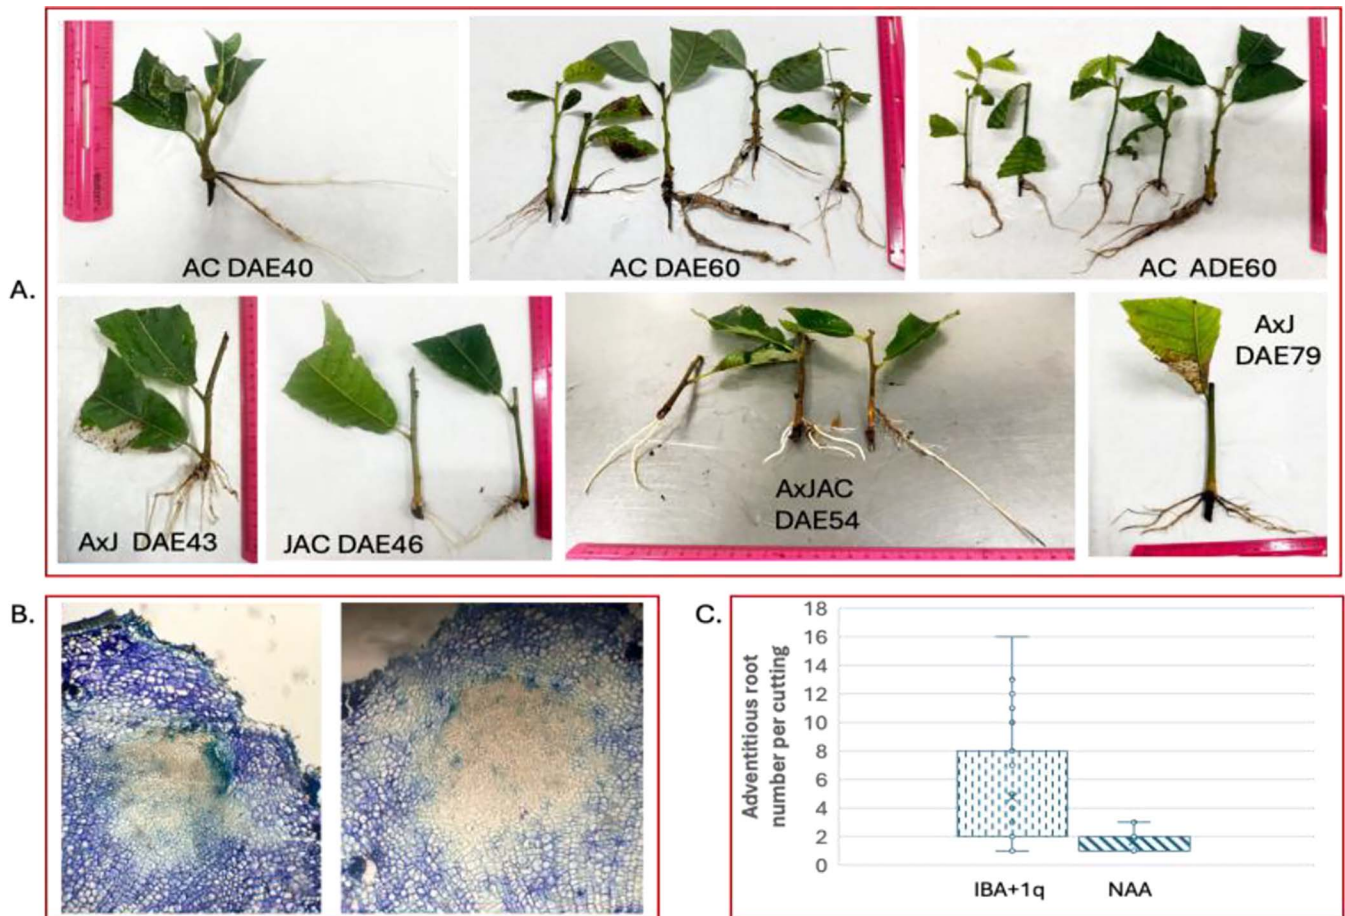 A.
AC DAE40
AC DAE60
AC ADE60
AxJ DAE43
JAC DAE46
AxJAC
DAE54
AxJ
DAE79
B.
C.
Adventitious root
number per cutting
18
16
14
12
10
8
6
4
2
0
IBA+1q
NAA